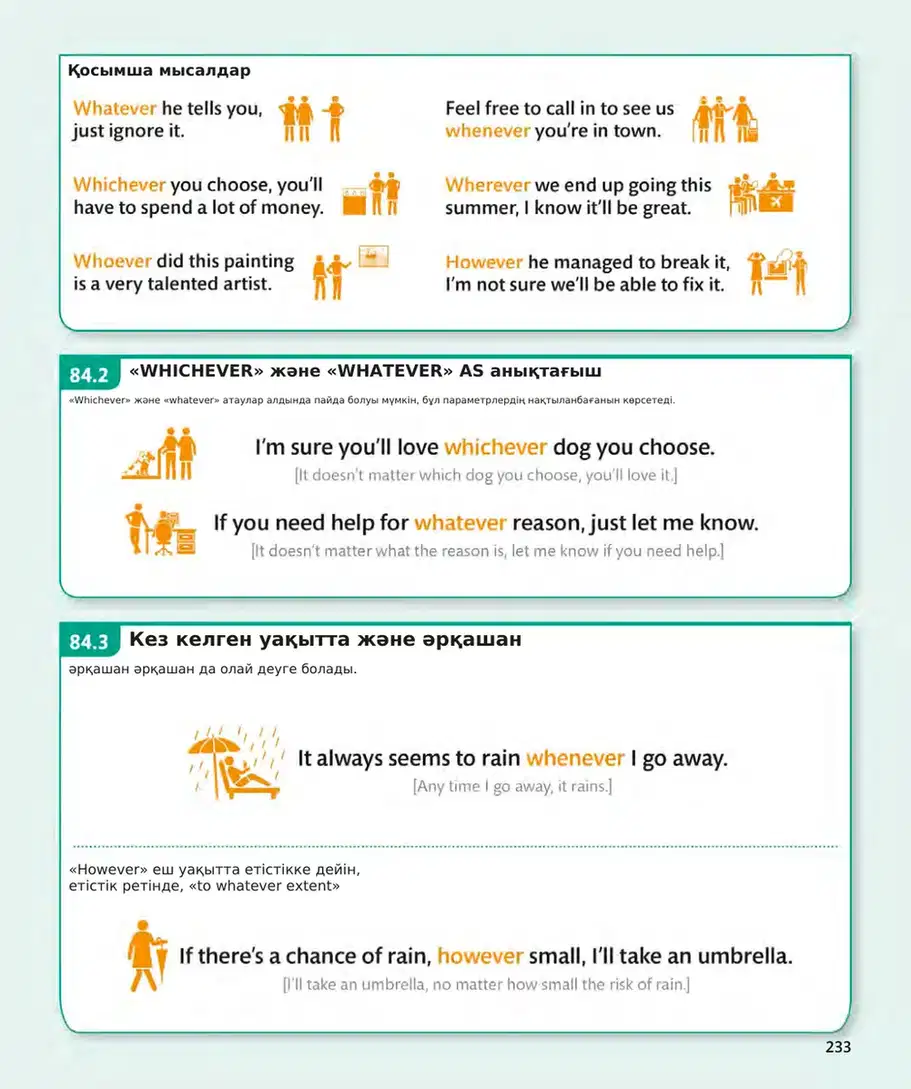 Қосымша мысалдар
Whatever he tells you,
just ignore it.
Feel free to call in to see us
whenever you're in town.
Whichever you choose, you'll
have to spend a lot of money.
Wherever we end up going this
summer, I know it'll be great.
Whoever did this painting
is a very talented artist.
However he managed to break it,
I'm not sure we'll be able to fix it.
84.2 «WHICHEVER» және «WHATEVER» AS анықтағыш
«Whichever» және «whatever» атаулар алдында пайда болуы мүмкін, бұл параметрлердің нақтыланбағанын көрсетеді.
I'm sure you'll love whichever dog you choose.
[It doesn't matter which dog you choose, you'll love it.]
If you need help for whatever reason, just let me know.
[It doesn't matter what the reason is, let me know if you need help.]
84.3 Кез келген уақытта және әрқашан
әрқашан әрқашан да олай деуге болады.
It always seems to rain whenever I go away.
[Any time I go away, it rains.]
«However» еш уақытта етістікке дейін,
етістік ретінде, «to whatever extent»
If there's a chance of rain, however small, I'll take an umbrella.
[I'll take an umbrella, no matter how small the risk of rain.]
233